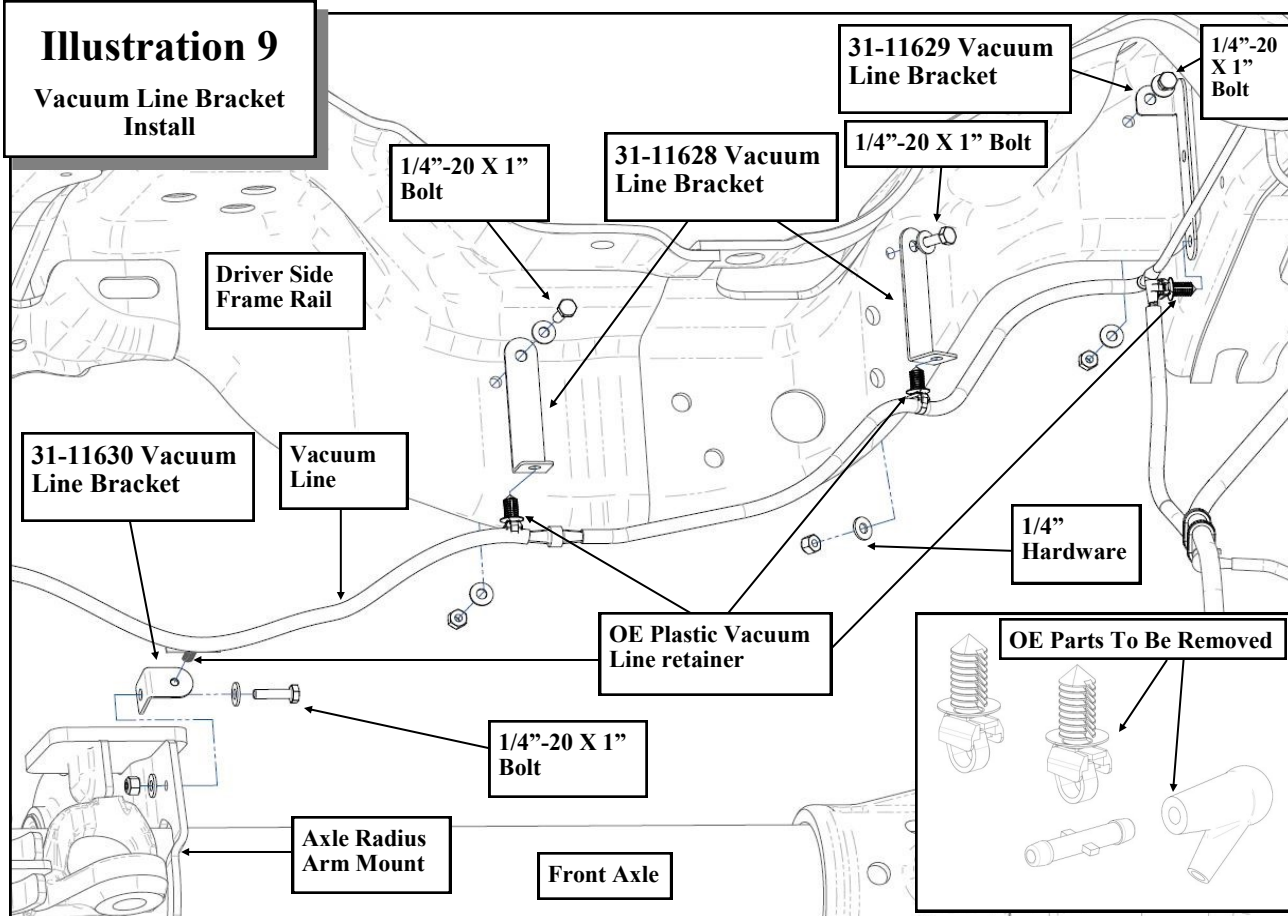 Illustration 9
Vacuum Line Bracket
Install
31-11629 Vacuum
Line Bracket
1/4”-20
X 1”
Bolt
1/4”-20 X 1”
Bolt
31-11628 Vacuum
Line Bracket
1/4”-20 X 1” Bolt
Driver Side
Frame Rail
31-11630 Vacuum
Line Bracket
Vacuum
Line
1/4”
Hardware
OE Plastic Vacuum
Line retainer
OE Parts To Be Removed
1/4”-20 X 1”
Bolt
Axle Radius
Arm Mount
Front Axle